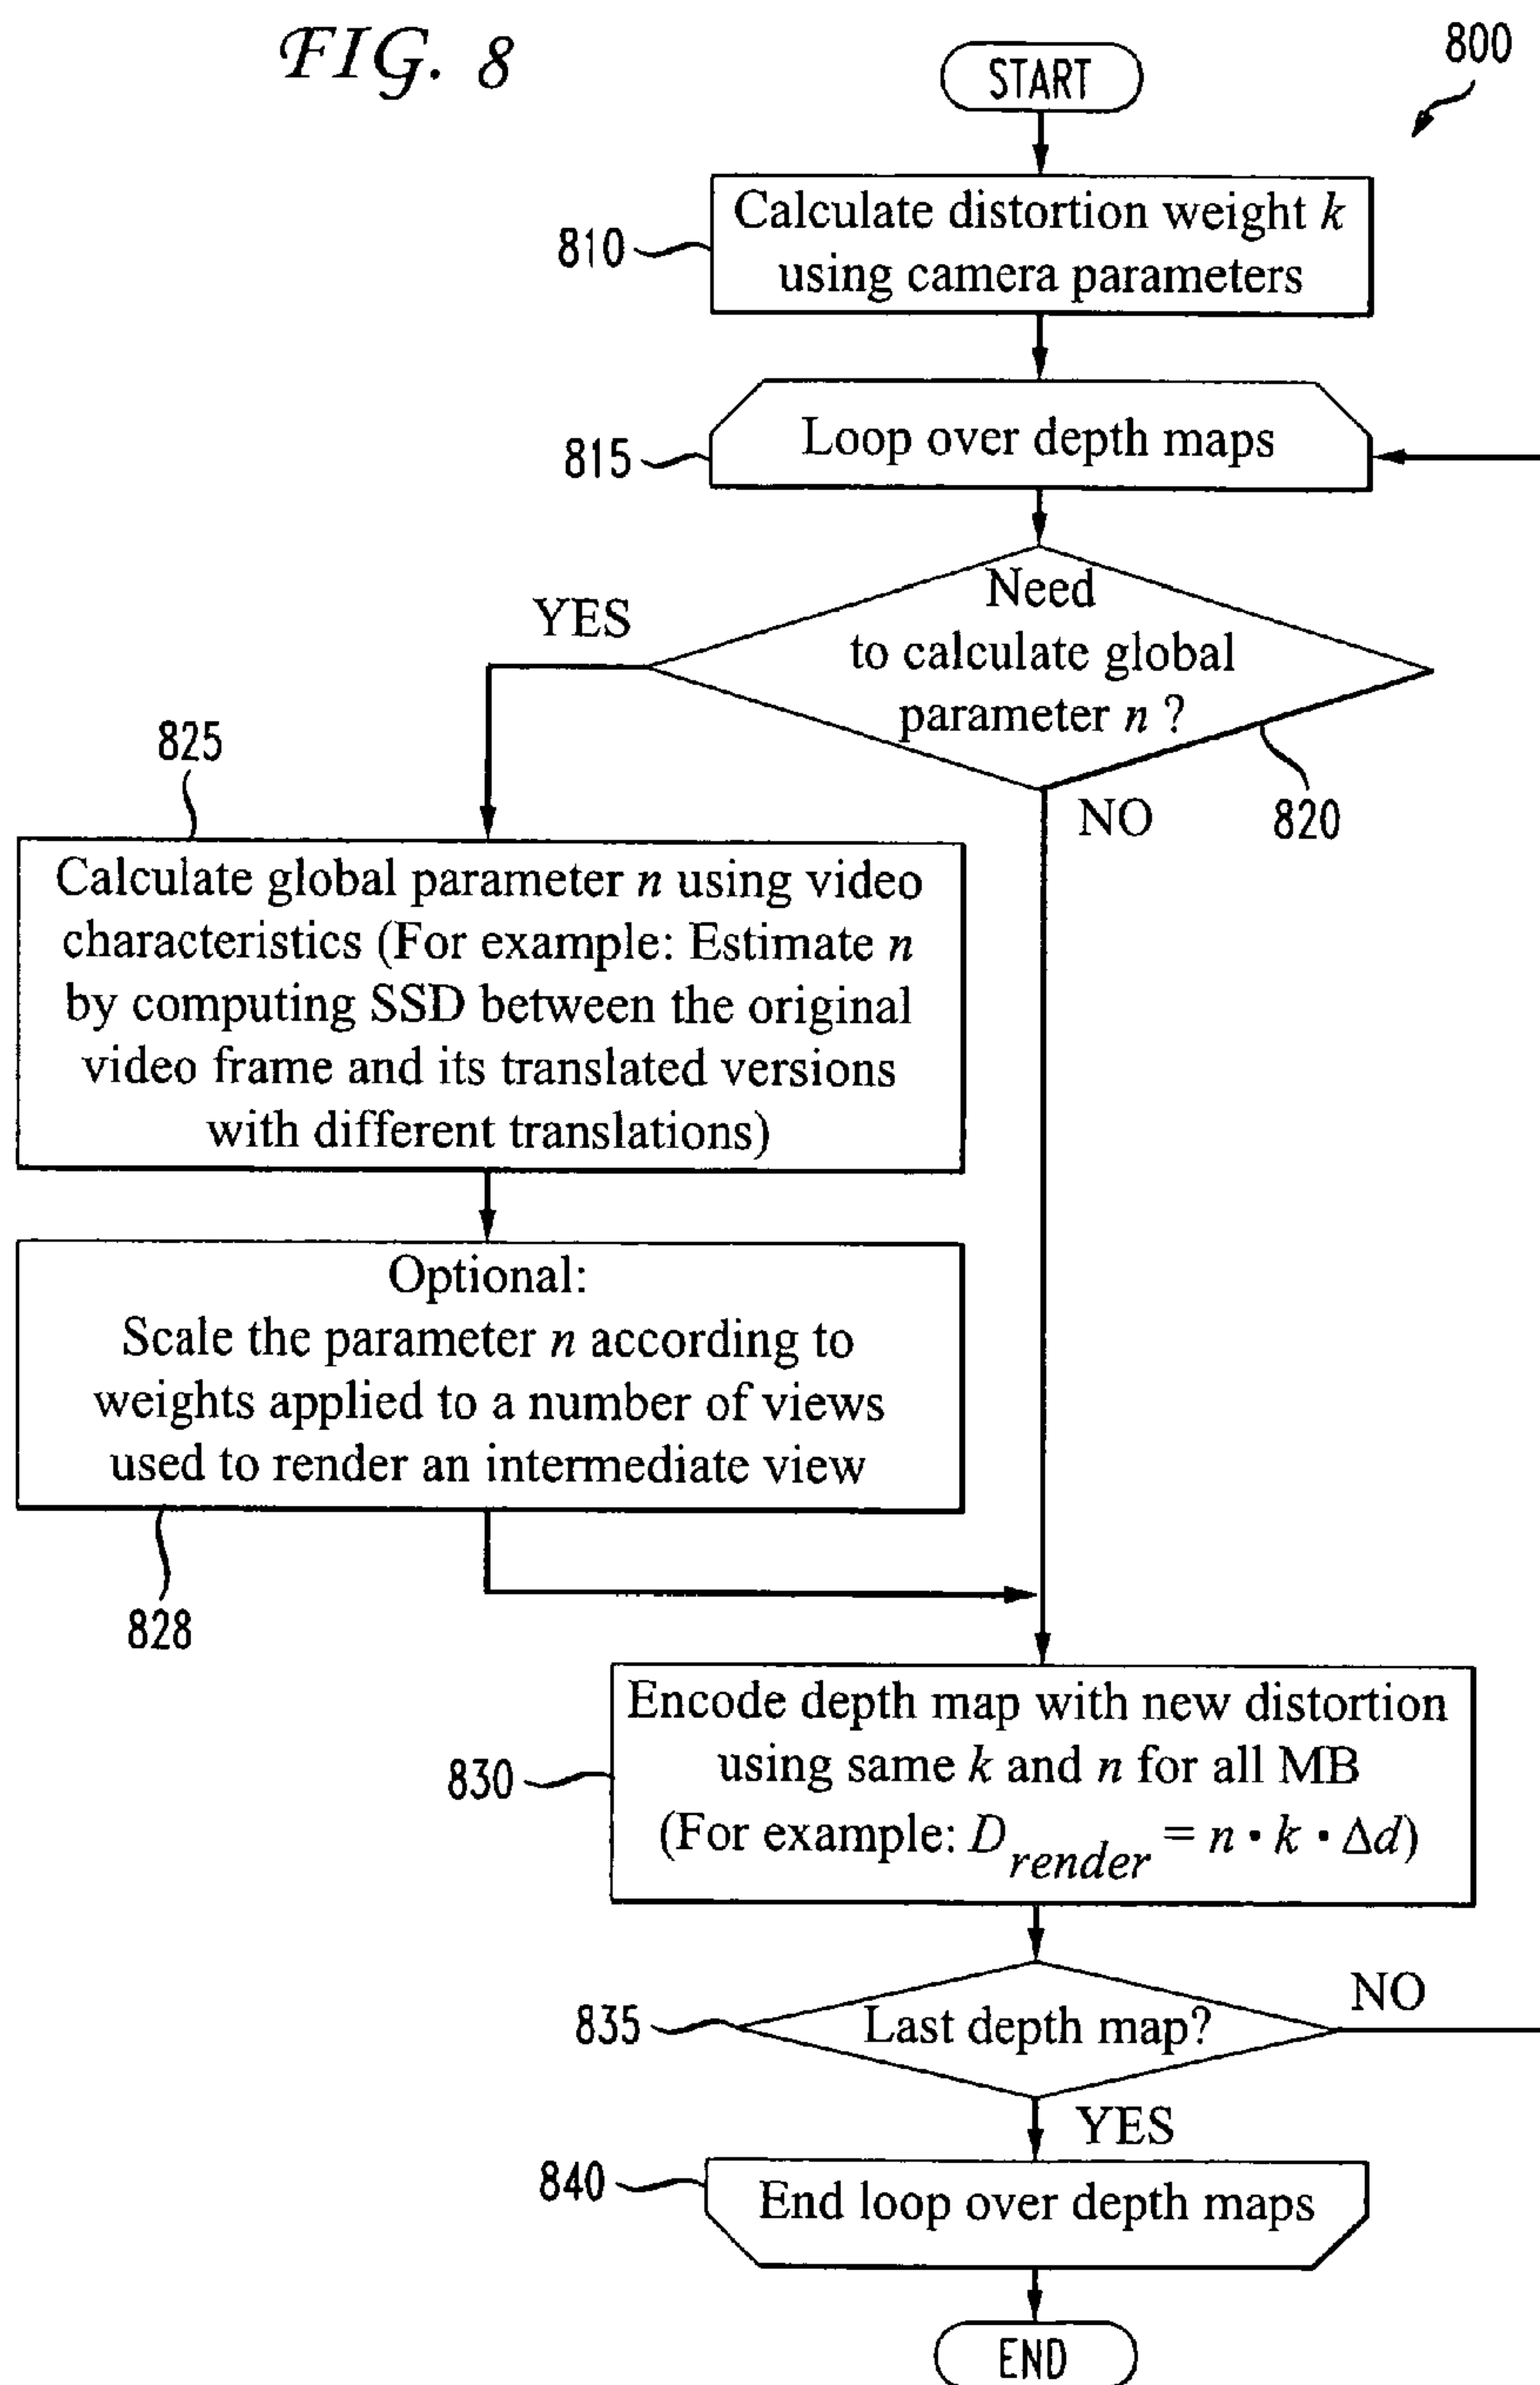 FIG. 8
800
START
810
Calculate distortion weight k
using camera parameters
815
Loop over depth maps
Need
to calculate global
parameter n ?
YES
NO
820
825
Calculate global parameter n using video
characteristics (For example: Estimate n
by computing SSD between the original
video frame and its translated versions
with different translations)
Optional:
Scale the parameter n according to
weights applied to a number of views
used to render an intermediate view
828
830
Encode depth map with new distortion
using same k and n for all MB
(For example: D_render = n · k · Δd)
835
Last depth map?
NO
YES
840
End loop over depth maps
END